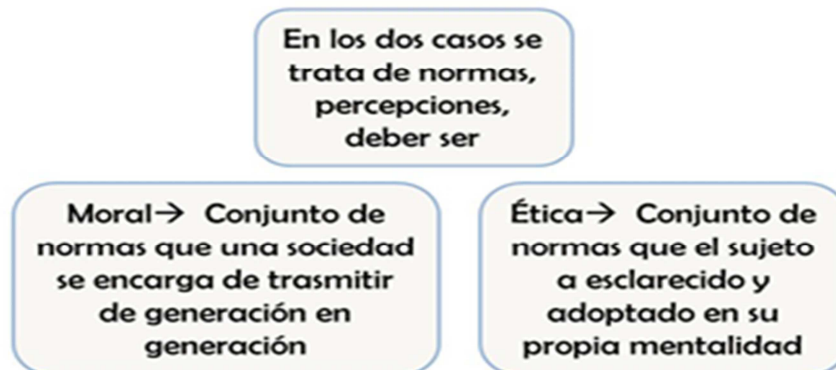 En los dos casos se
trata de normas,
percepciones,
deber ser
Moral→ Conjunto de
normas que una sociedad
se encarga de trasmitir
de generación en
generación
Ética→ Conjunto de
normas que el sujeto
a esclarecido y
adoptado en su
propia mentalidad